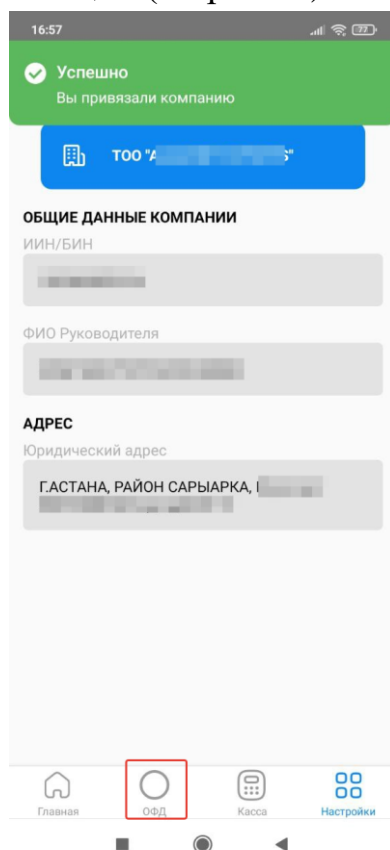 16:57
77
Успешно
Вы привязали компанию
ТОО "A S"
ОБЩИЕ ДАННЫЕ КОМПАНИИ
ИИН/БИН
ФИО Руководителя
АДРЕС
Юридический адрес
Г.АСТАНА, РАЙОН САРЫАРКА,
Главная
ОФД
Касса
Настройки